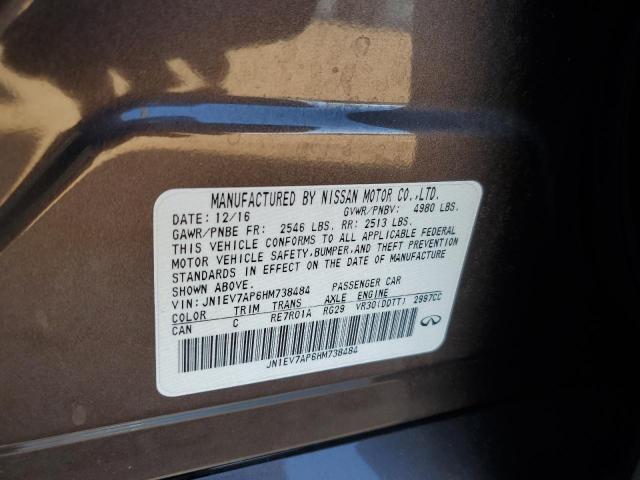 MANUFACTURED BY NISSAN MOTOR CO.,LTD.
DATE: 12/16 GVWR/PNBV: 4980 LBS.
GAWR/PNBE FR: 2546 LBS. RR: 2513 LBS.
THIS VEHICLE CONFORMS TO ALL APPLICABLE FEDERAL
MOTOR VEHICLE SAFETY,BUMPER,AND THEFT PREVENTION
STANDARDS IN EFFECT ON THE DATE OF MANUFACTURE
SHOWN ABOVE.
VIN: JN1EV7AP6HM738484 PASSENGER CAR
COLOR TRIM TRANS AXLE ENGINE
CAN C RE7R01A RG29 VR30(DDTT) 2997CC
JN1EV7AP6HM738484